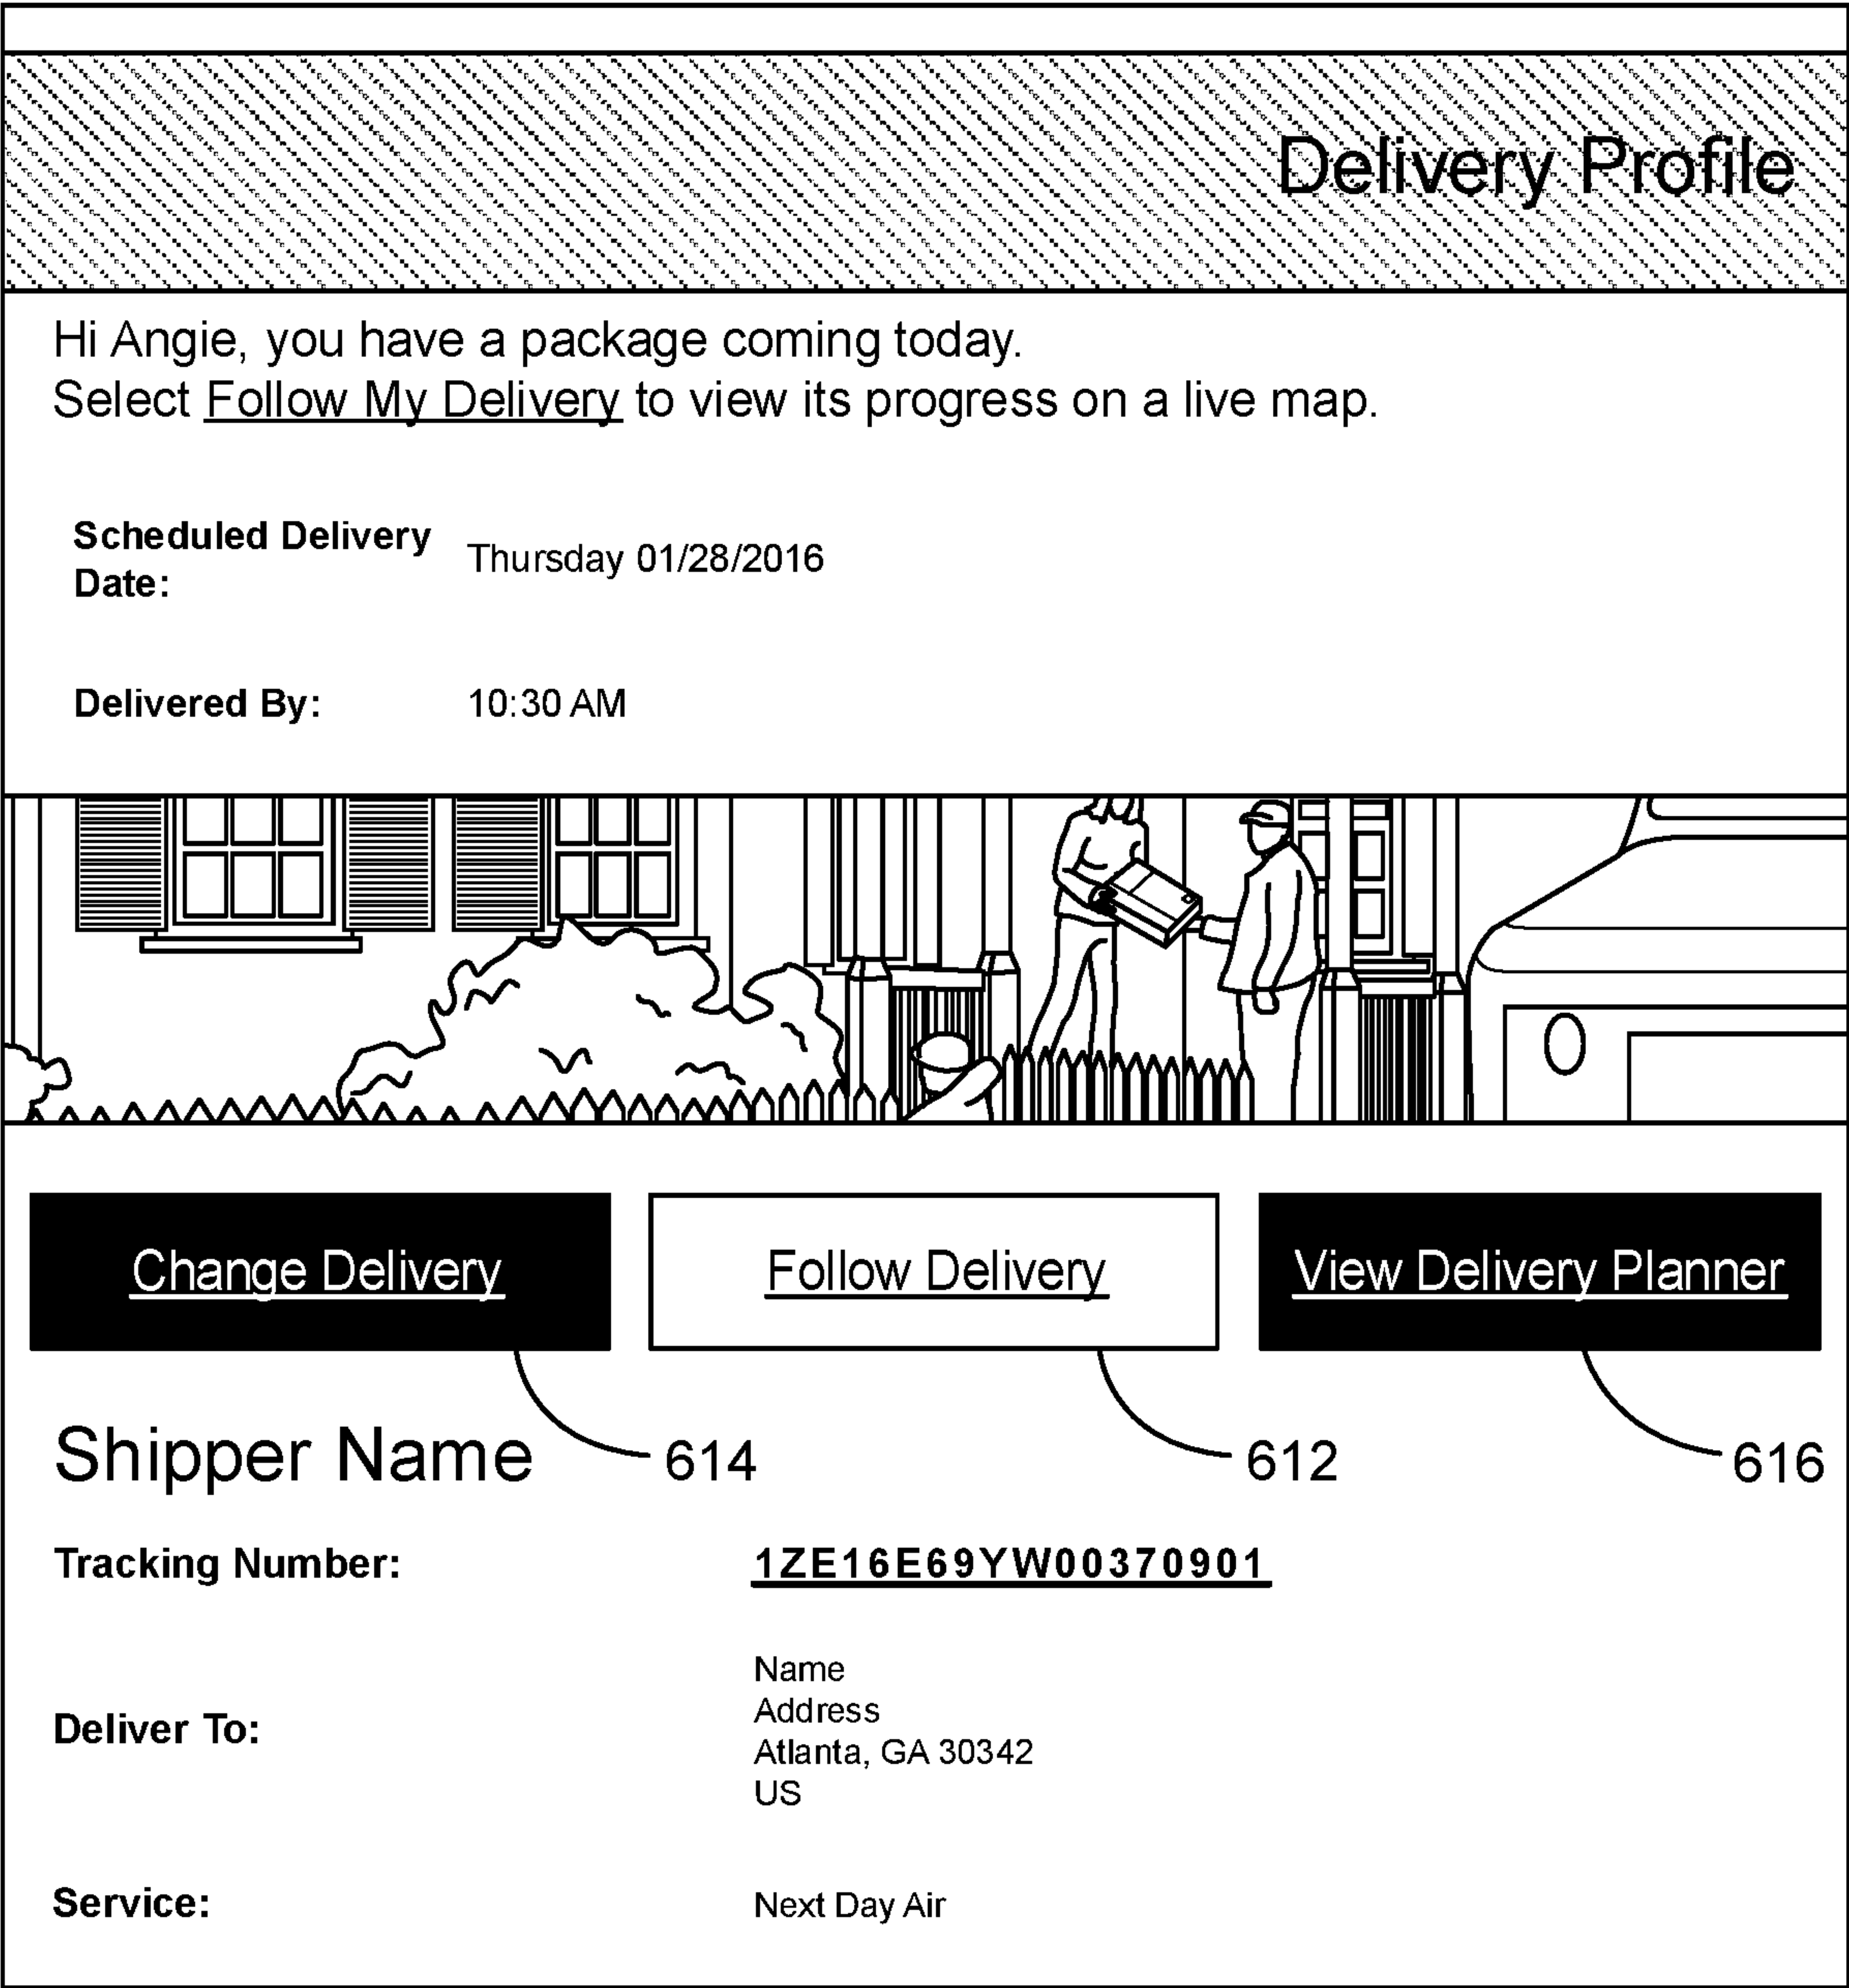 Delivery Profile
Hi Angie, you have a package coming today.
Select Follow My Delivery to view its progress on a live map.
Scheduled Delivery
Date:
Thursday 01/28/2016
Delivered By:
10:30 AM
Change Delivery
Follow Delivery
View Delivery Planner
614
612
616
Shipper Name
Tracking Number:
1ZE16E69YW00370901
Deliver To:
Name
Address
Atlanta, GA 30342
US
Service:
Next Day Air